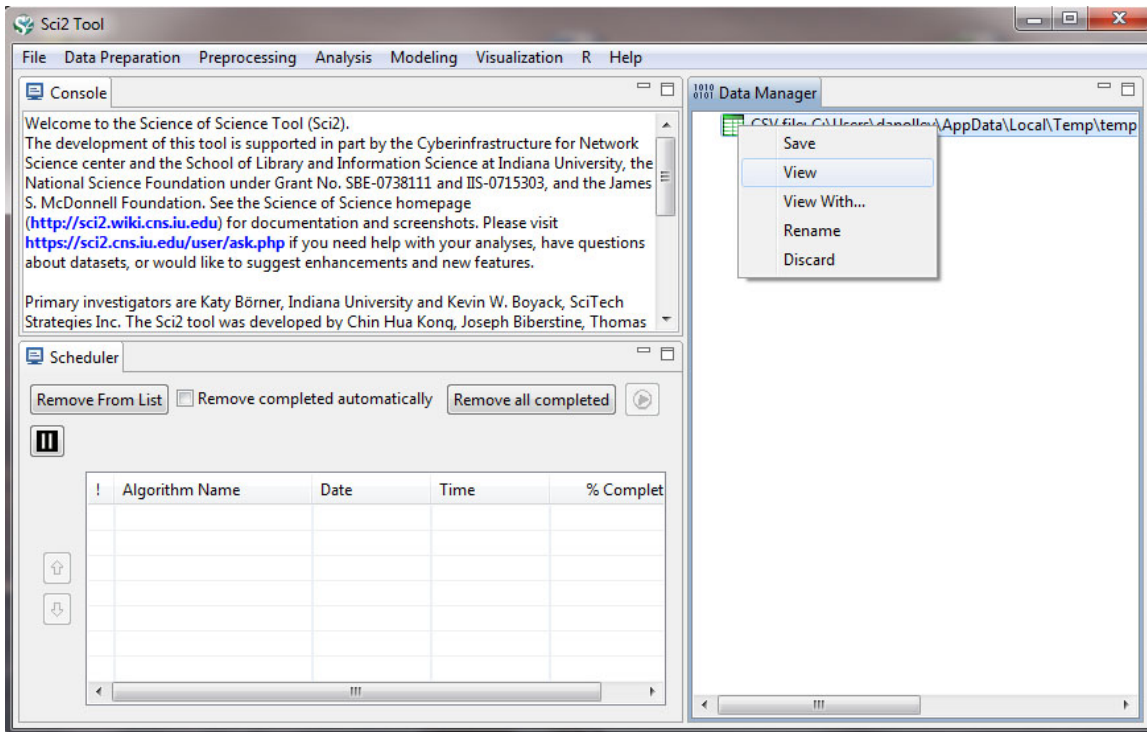 Sci2 Tool
File Data Preparation Preprocessing Analysis Modeling Visualization R Help
Console
Welcome to the Science of Science Tool (Sci2).
The development of this tool is supported in part by the Cyberinfrastructure for Network
Science center and the School of Library and Information Science at Indiana University, the
National Science Foundation under Grant No. SBE-0738111 and IIS-0715303, and the James
S. McDonnell Foundation. See the Science of Science homepage
(http://sci2.wiki.cns.iu.edu) for documentation and screenshots. Please visit
https://sci2.cns.iu.edu/user/ask.php if you need help with your analyses, have questions
about datasets, or would like to suggest enhancements and new features.
Primary investigators are Katy Börner, Indiana University and Kevin W. Boyack, SciTech
Strategies Inc. The Sci2 tool was developed by Chin Hua Kong, Joseph Biberstine, Thomas
Scheduler
Remove From List Remove completed automatically Remove all completed
! Algorithm Name Date Time % Complet
1010 0101 Data Manager
CSV file: C:\Users\danolley\AppData\Local\Temp\temp
Save
View
View With...
Rename
Discard